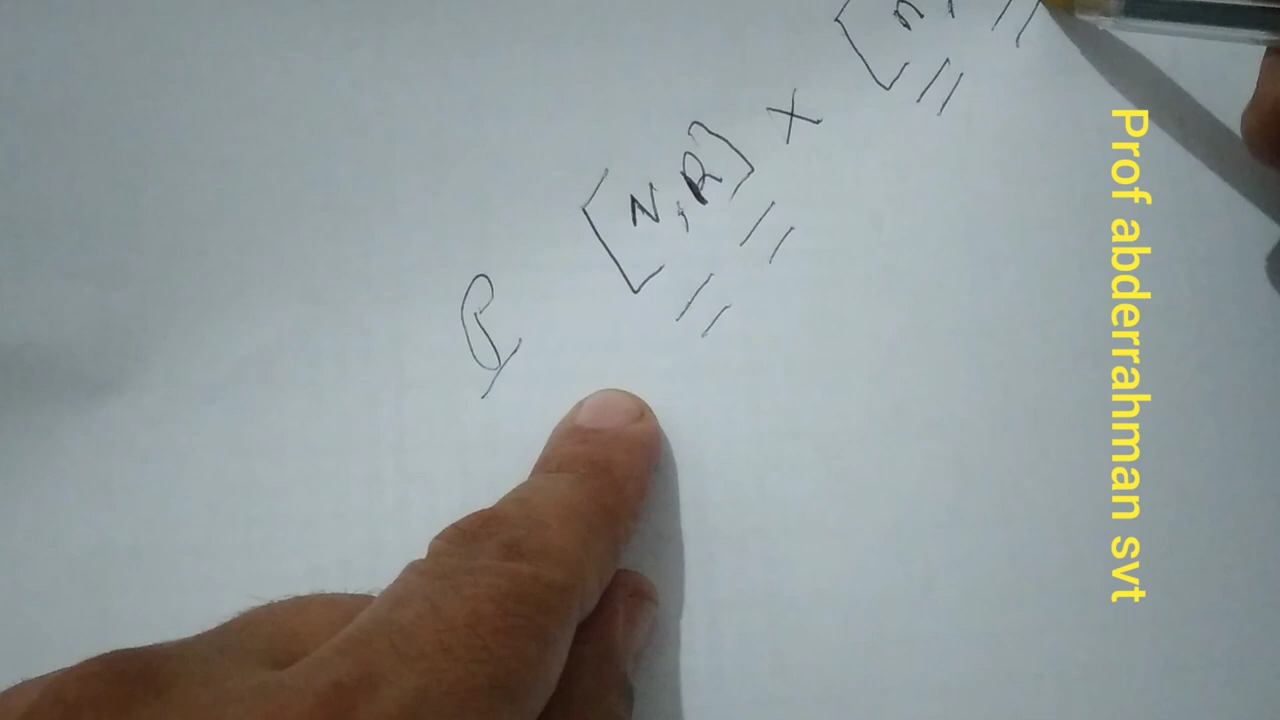 P [N,R] × [n,
Prof abderrahman svt